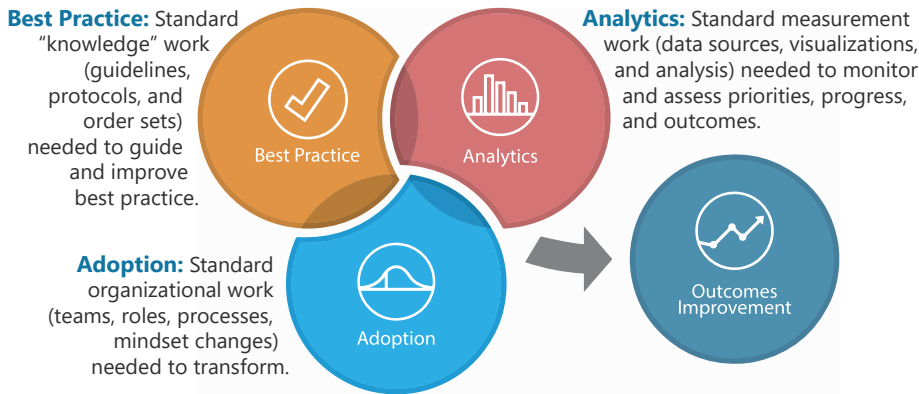 Best Practice: Standard
“knowledge” work
(guidelines,
protocols, and
order sets)
needed to guide
and improve
best practice.
Best Practice
Analytics
Analytics: Standard measurement
work (data sources, visualizations,
and analysis) needed to monitor
and assess priorities, progress,
and outcomes.
Adoption: Standard
organizational work
(teams, roles, processes,
mindset changes)
needed to transform.
Adoption
Outcomes
Improvement